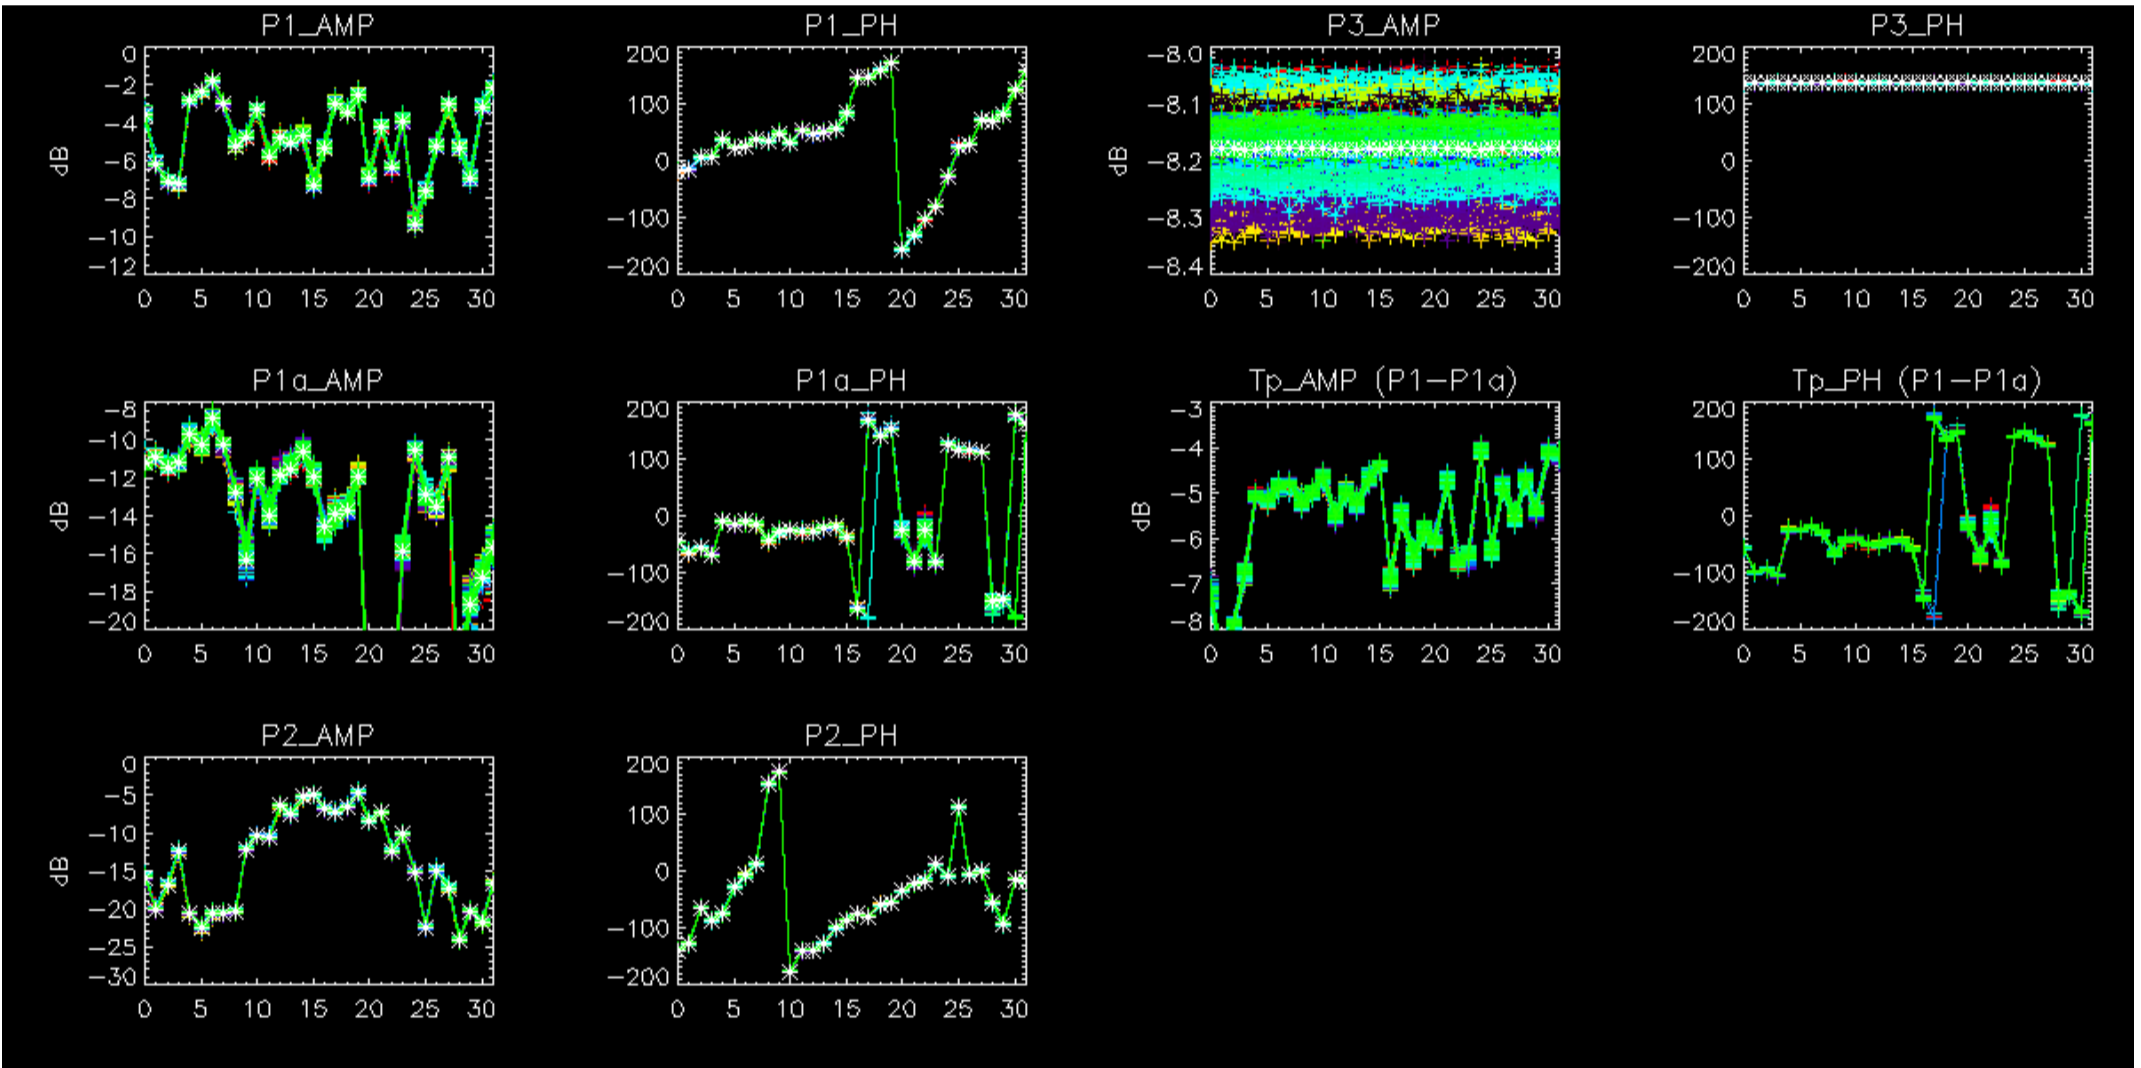 P1_AMP P1_PH P3_AMP P3_PH
0 200 -8.0 200
-2
-4 100 -8.1 100
dB -6 0 dB -8.2 0
-8
-10 -100 -8.3 -100
-12 -200 -8.4 -200
0 5 10 15 20 25 30 0 5 10 15 20 25 30 0 5 10 15 20 25 30 0 5 10 15 20 25 30
P1a_AMP P1a_PH Tp_AMP (P1-P1a) Tp_PH (P1-P1a)
-8 200 -3 200
-10 100 -4 100
-12
dB -14 0 dB -5 0
-16 -6
-18 -100 -7 -100
-20 -200 -8 -200
0 5 10 15 20 25 30 0 5 10 15 20 25 30 0 5 10 15 20 25 30 0 5 10 15 20 25 30
P2_AMP P2_PH
0 200
-5 100
-10
dB -15 0
-20 -100
-25
-30 -200
0 5 10 15 20 25 30 0 5 10 15 20 25 30